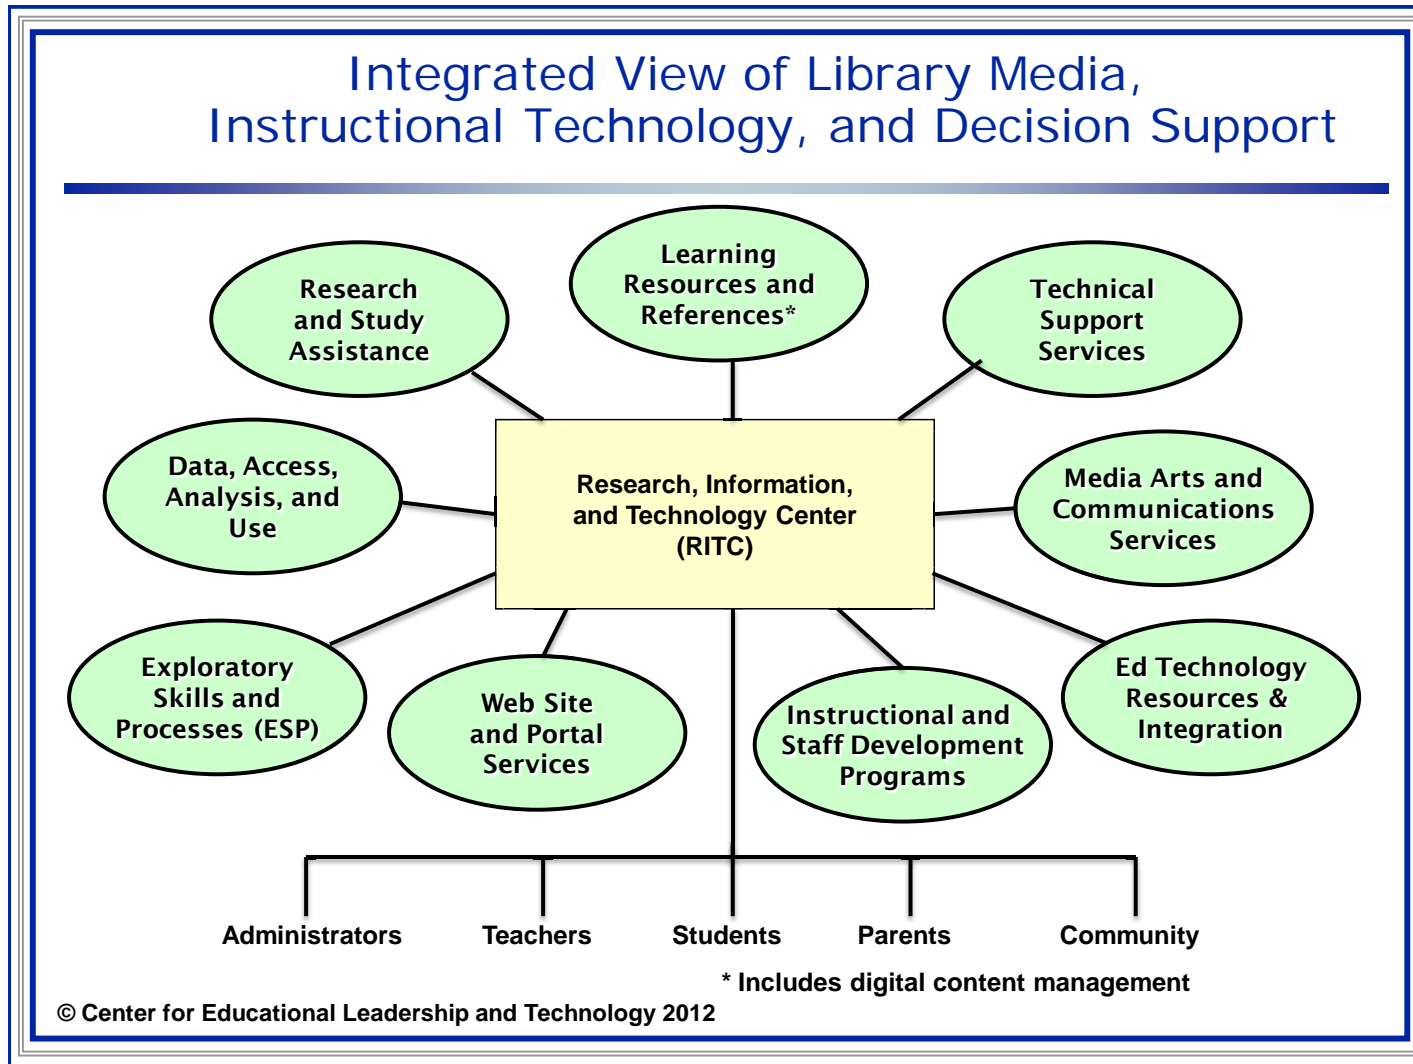 Integrated View of Library Media,
Instructional Technology, and Decision Support
Learning
Resources and
References*
Research
and Study
Assistance
Technical
Support
Services
Data, Access,
Analysis, and
Use
Research, Information,
and Technology Center
(RITC)
Media Arts and
Communications
Services
Exploratory
Skills and
Processes (ESP)
Web Site
and Portal
Services
Instructional and
Staff Development
Programs
Ed Technology
Resources &
Integration
Administrators
Teachers
Students
Parents
Community
* Includes digital content management
© Center for Educational Leadership and Technology 2012